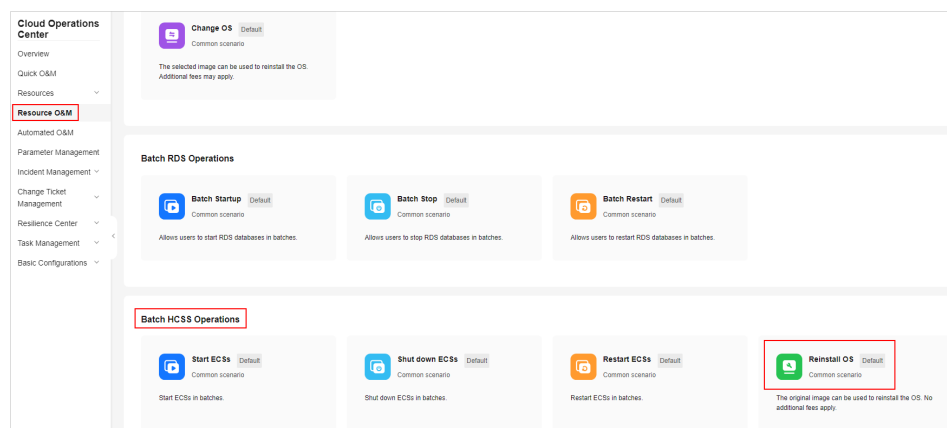 Cloud Operations
Center
Overview
Quick O&M
Resources
Resource O&M
Automated O&M
Parameter Management
Incident Management
Change Ticket
Management
Resilience Center
Task Management
Basic Configurations
Change OS Default
Common scenario
The selected image can be used to reinstall the OS.
Additional fees may apply.
Batch RDS Operations
Batch Startup Default
Common scenario
Allows users to start RDS databases in batches.
Batch Stop Default
Common scenario
Allows users to stop RDS databases in batches.
Batch Restart Default
Common scenario
Allows users to restart RDS databases in batches.
Batch HCSS Operations
Start ECSs Default
Common scenario
Start ECSs in batches.
Shut down ECSs Default
Common scenario
Shut down ECSs in batches.
Restart ECSs Default
Common scenario
Restart ECSs in batches.
Reinstall OS Default
Common scenario
The original image can be used to reinstall the OS. No
additional fees apply.